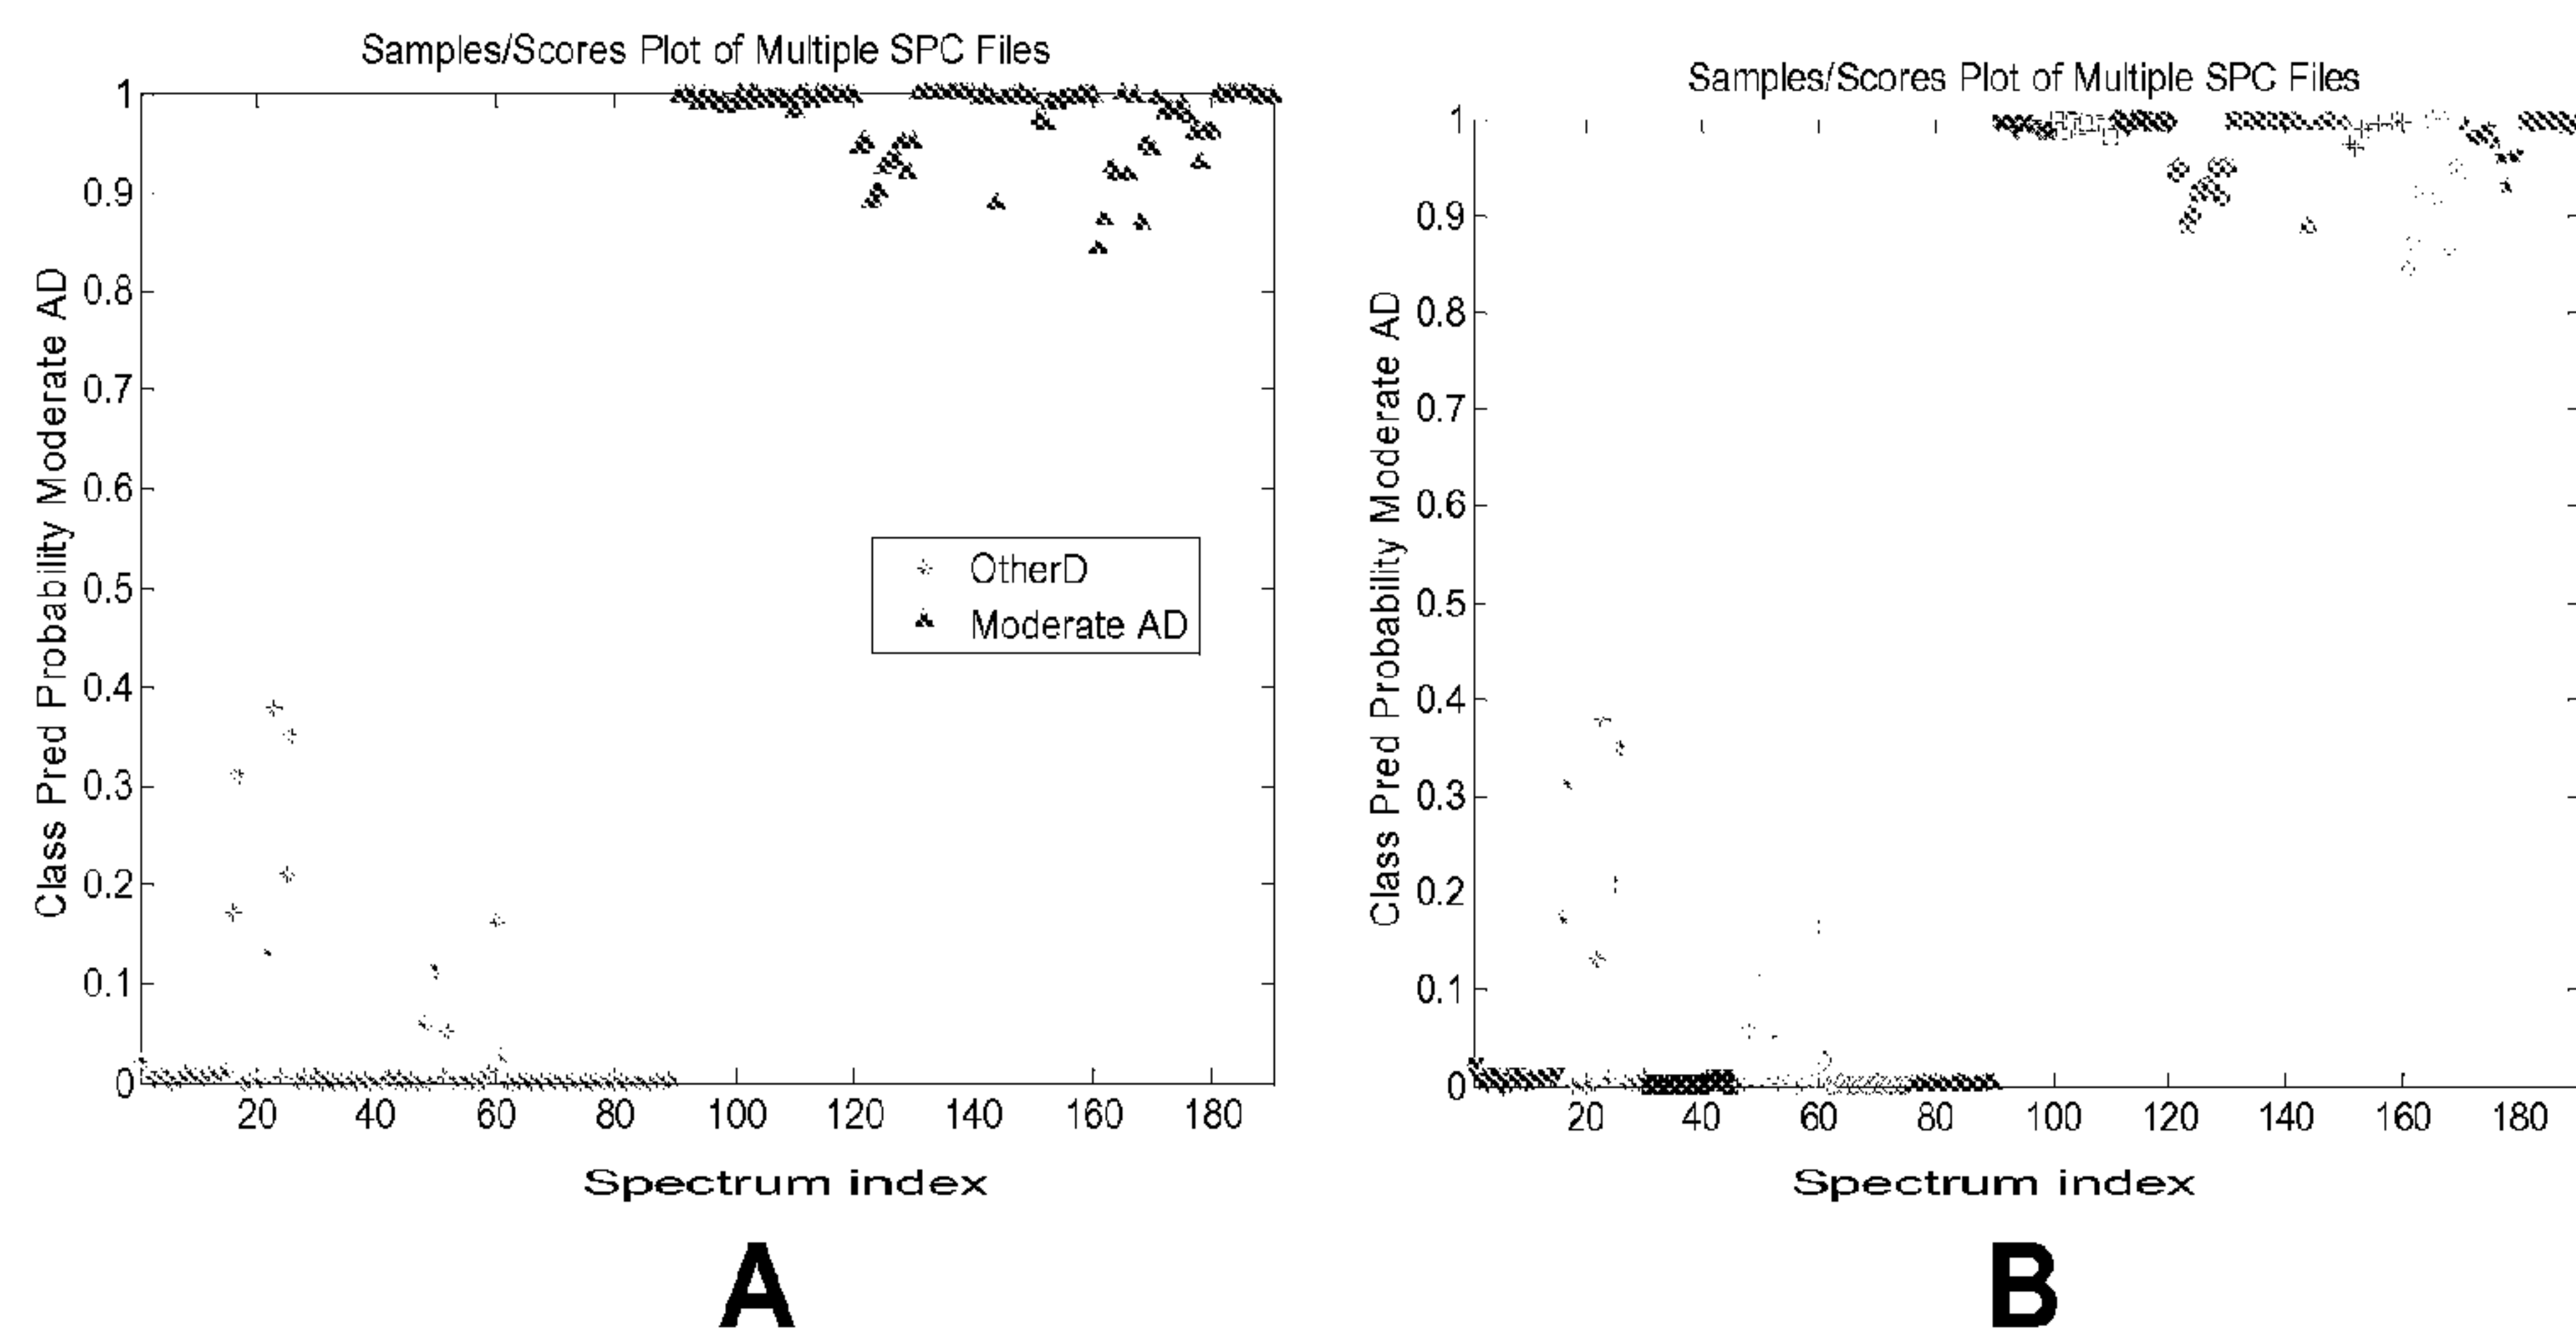 Samples/Scores Plot of Multiple SPC Files
Class Pred Probability Moderate AD
1
0.9
0.8
0.7
0.6
0.5
0.4
0.3
0.2
0.1
0
OtherD
Moderate AD
20 40 60 80 100 120 140 160 180
Spectrum index
A
Samples/Scores Plot of Multiple SPC Files
Class Pred Probability Moderate AD
1
0.9
0.8
0.7
0.6
0.5
0.4
0.3
0.2
0.1
0
20 40 60 80 100 120 140 160 180
Spectrum index
B